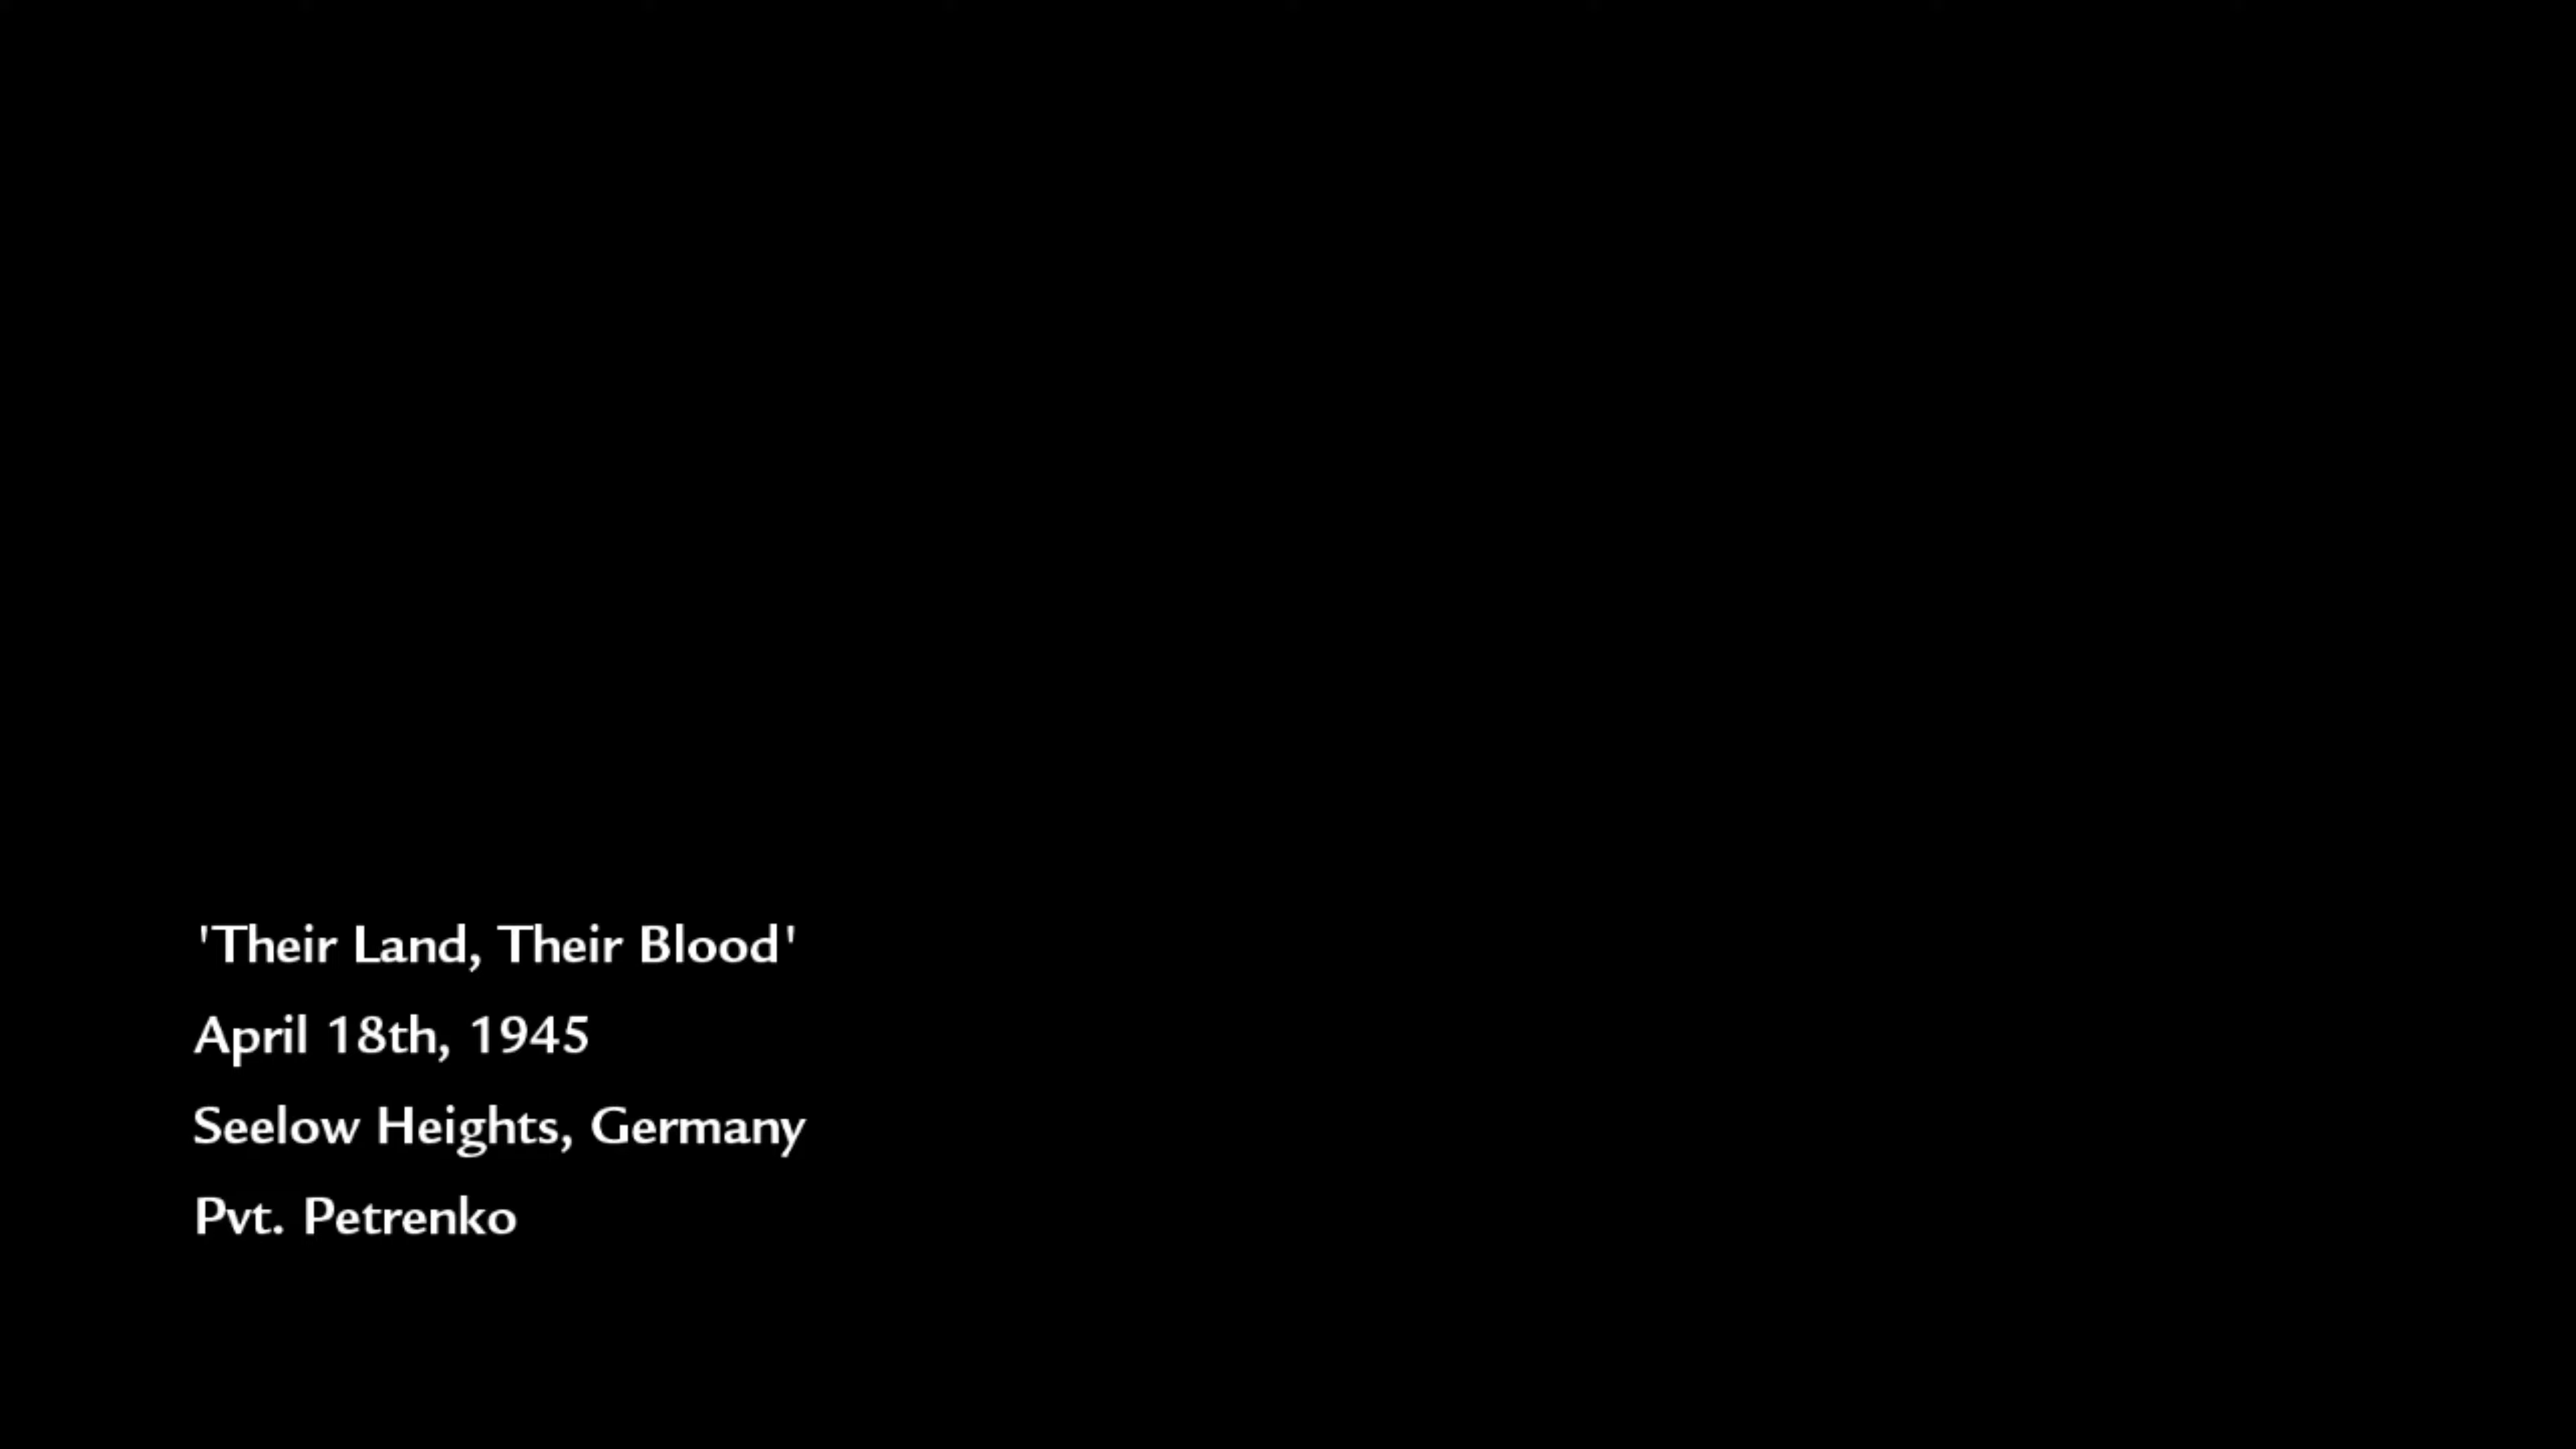 'Their Land, Their Blood'
April 18th, 1945
Seelow Heights, Germany
Pvt. Petrenko